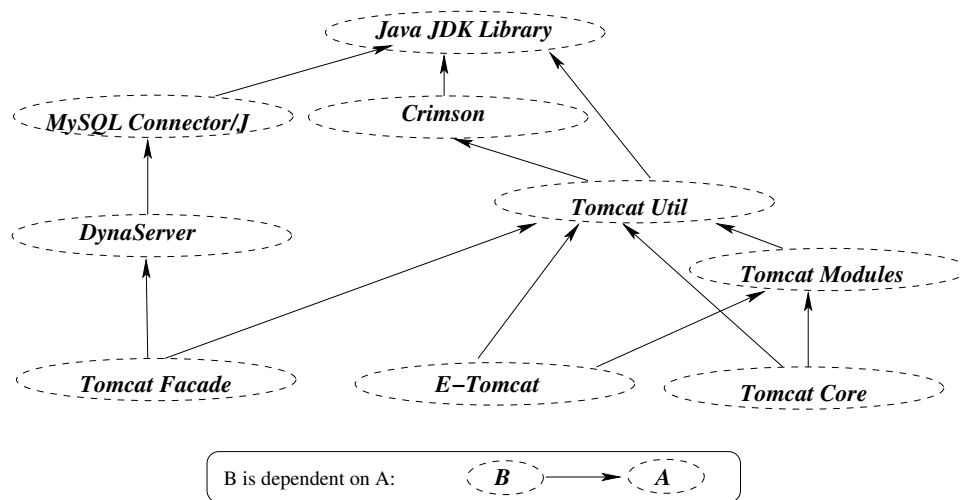 Java JDK Library
MySQL Connector/J
Crimson
Tomcat Util
DynaServer
Tomcat Modules
Tomcat Facade
E-Tomcat
Tomcat Core
B is dependent on A:
B
A